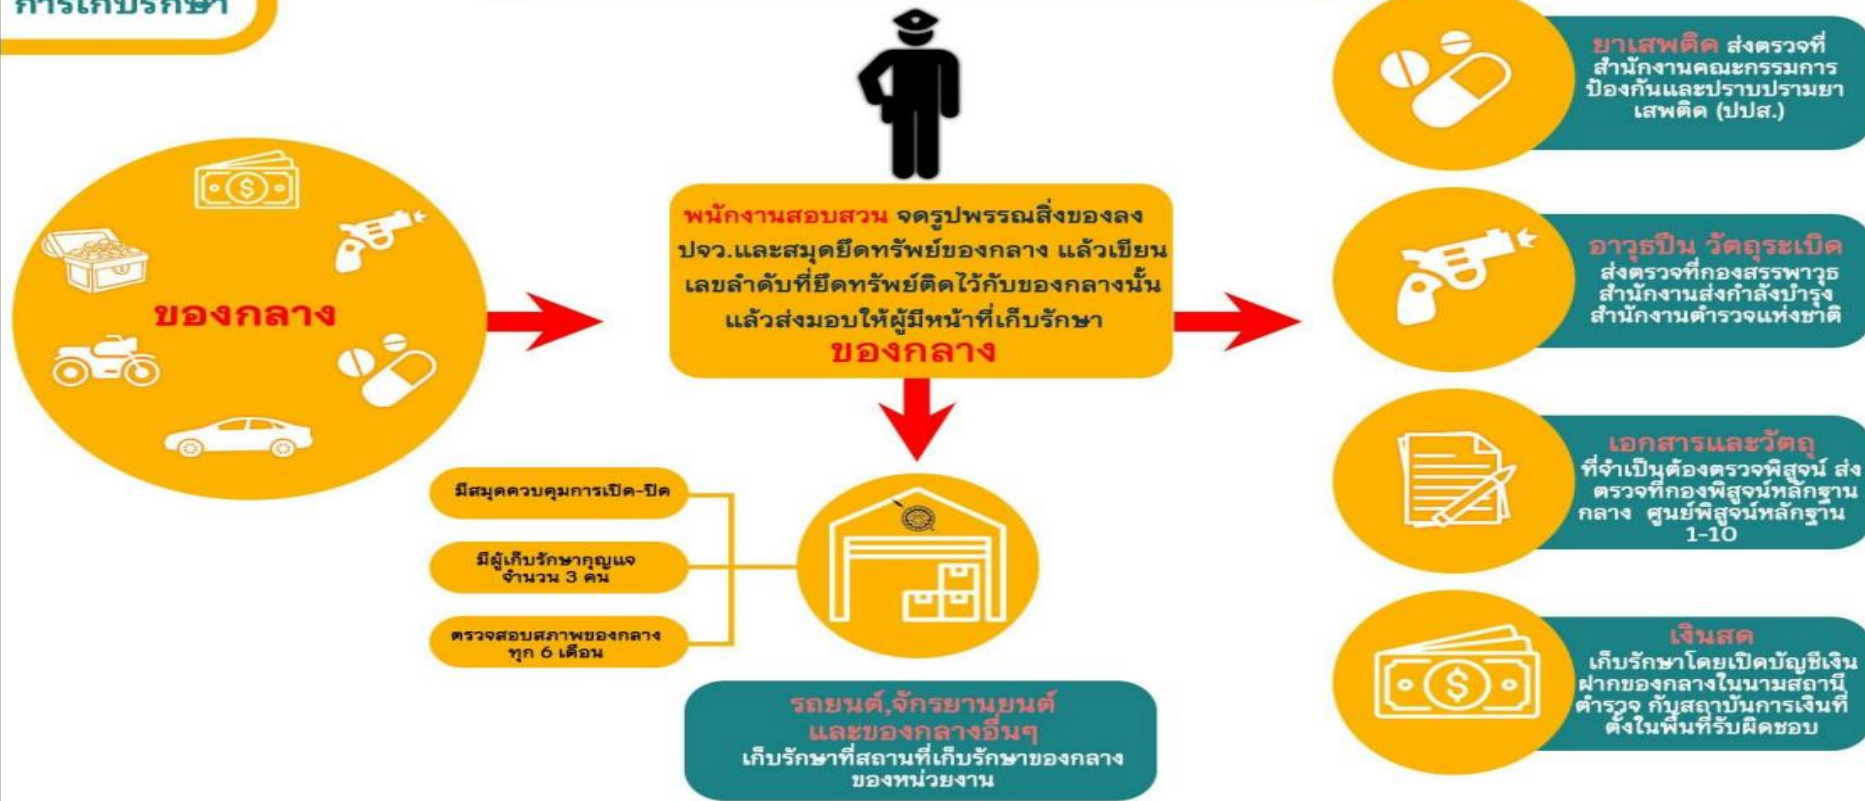 การเก็บรักษา
ของกลาง
พนักงานสอบสวน จดรูปพรรณสิ่งของลง
ปจว.และสมุดยึดทรัพย์ของกลาง แล้วเขียน
เลขลำดับที่ยึดทรัพย์ติดไว้กับของกลางนั้น
แล้วส่งมอบให้ผู้มีหน้าที่เก็บรักษา
ของกลาง
มีสมุดควบคุมการเปิด-ปิด
มีผู้เก็บรักษากุญแจ
จำนวน 3 คน
ตรวจสอบสภาพของกลาง
ทุก 6 เดือน
รถยนต์,จักรยานยนต์
และของกลางอื่นๆ
เก็บรักษาที่สถานที่เก็บรักษาของกลาง
ของหน่วยงาน
ยาเสพติด ส่งตรวจที่
สำนักงานคณะกรรมการ
ป้องกันและปราบปรามยา
เสพติด (ปปส.)
อาวุธปืน วัตถุระเบิด
ส่งตรวจที่กองสรรพาวุธ
สำนักงานส่งกำลังบำรุง
สำนักงานตำรวจแห่งชาติ
เอกสารและวัตถุ
ที่จำเป็นต้องตรวจพิสูจน์ ส่ง
ตรวจที่กองพิสูจน์หลักฐาน
กลาง ศูนย์พิสูจน์หลักฐาน
1-10
เงินสด
เก็บรักษาโดยเปิดบัญชีเงิน
ฝากของกลางในนามสถานี
ตำรวจ กับสถาบันการเงินที่
ตั้งในพื้นที่รับผิดชอบ